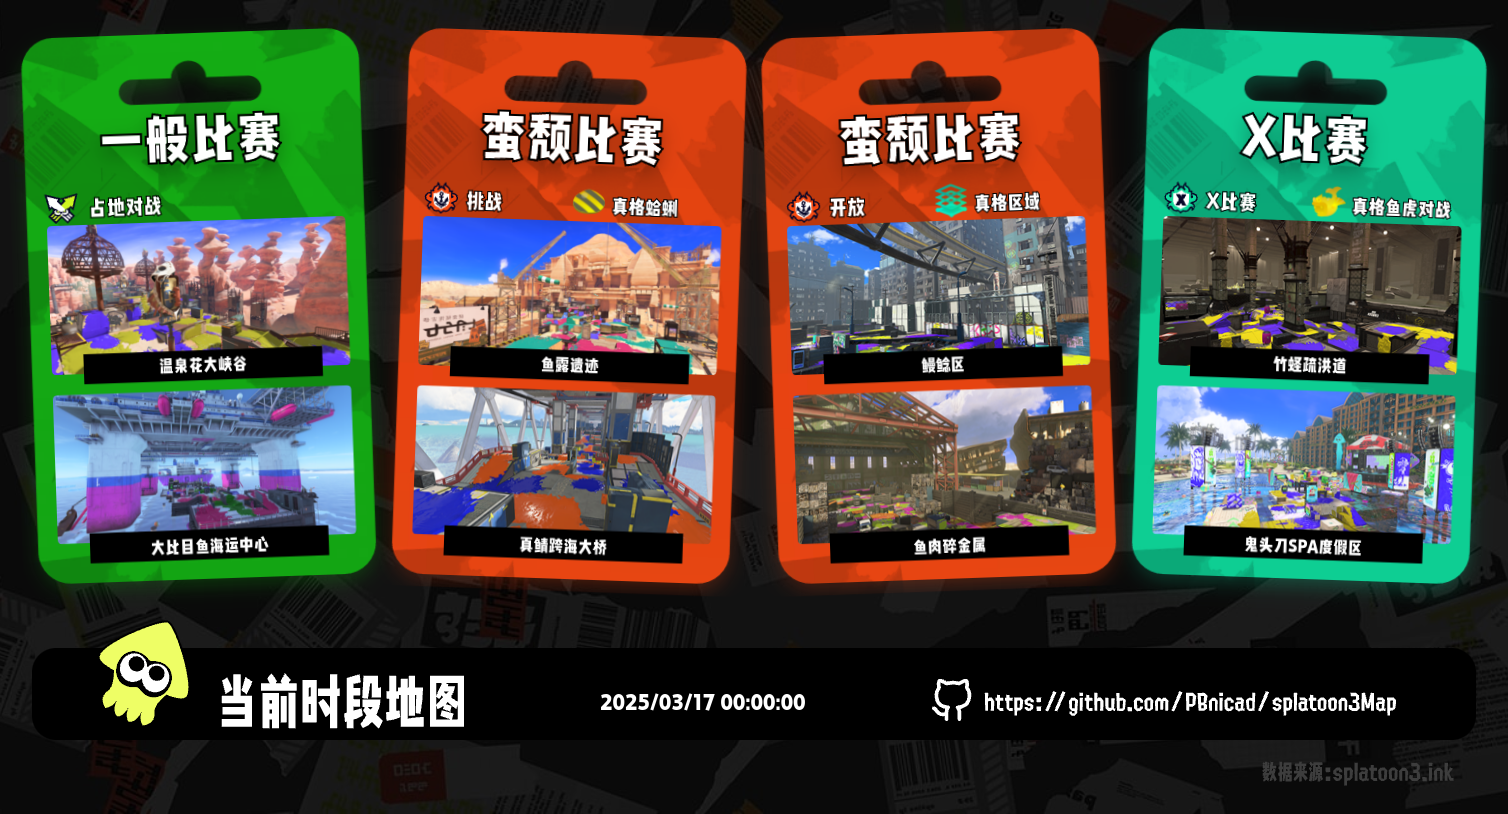 一般比赛
占地对战
温泉花大峡谷
大比目鱼海运中心
蛮颓比赛
挑战
真格蛤蜊
鱼露遗迹
真鲭跨海大桥
蛮颓比赛
开放
真格区域
鳗鲶区
鱼肉碎金属
X比赛
X比赛
真格鱼虎对战
竹蛏疏洪道
鬼头刀SPA度假区
当前时段地图
2025/03/17 00:00:00
https://github.com/PBnicad/splatoon3Map
数据来源:splatoon3.ink